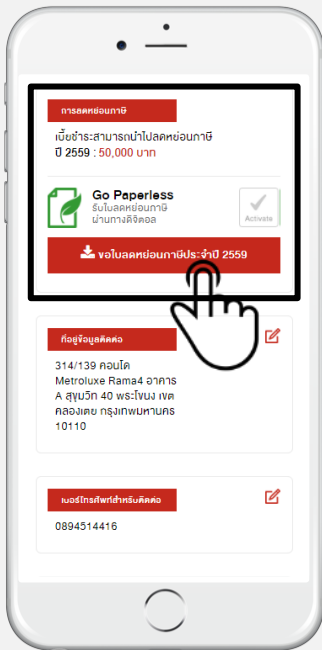 การลดหย่อนภาษี
เบี้ยชำระสามารถนำไปลดหย่อนภาษี
ปี 2559 : 50,000 บาท
Go Paperless
รับใบลดหย่อนภาษี
ผ่านทางดิจิตอล
Activate
ขอใบลดหย่อนภาษีประจำปี 2559
ที่อยู่ข้อมูลติดต่อ
314/139 คอนโด
Metroluxe Rama4 อาคาร
A สุขุมวิท 40 พระโขนง เขต
คลองเตย กรุงเทพมหานคร
10110
เบอร์โทรศัพท์สำหรับติดต่อ
0894514416